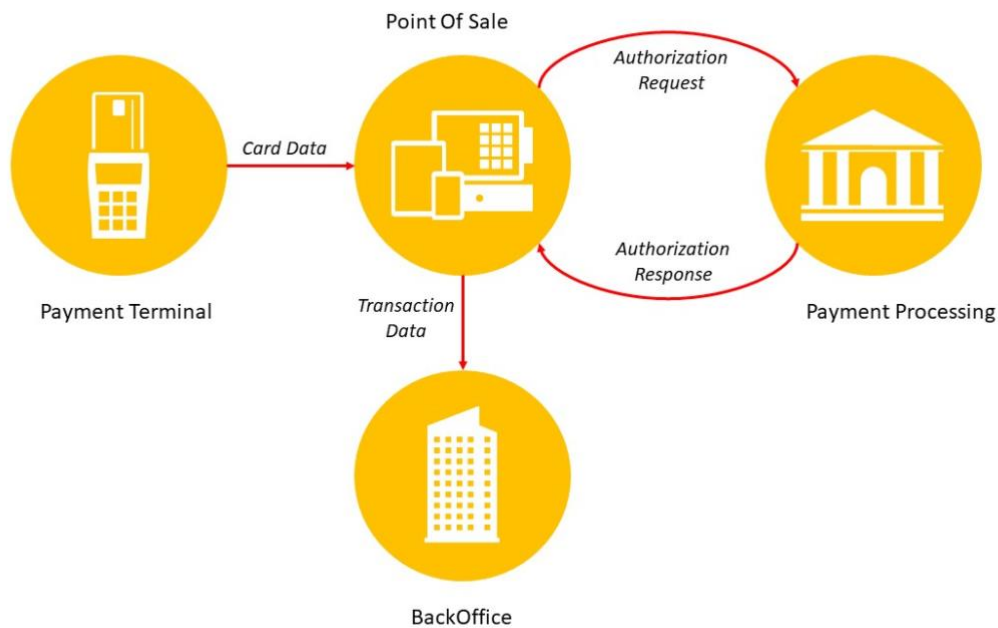 Point Of Sale
Authorization
Request
Card Data
Authorization
Response
Payment Terminal
Transaction
Data
Payment Processing
BackOffice